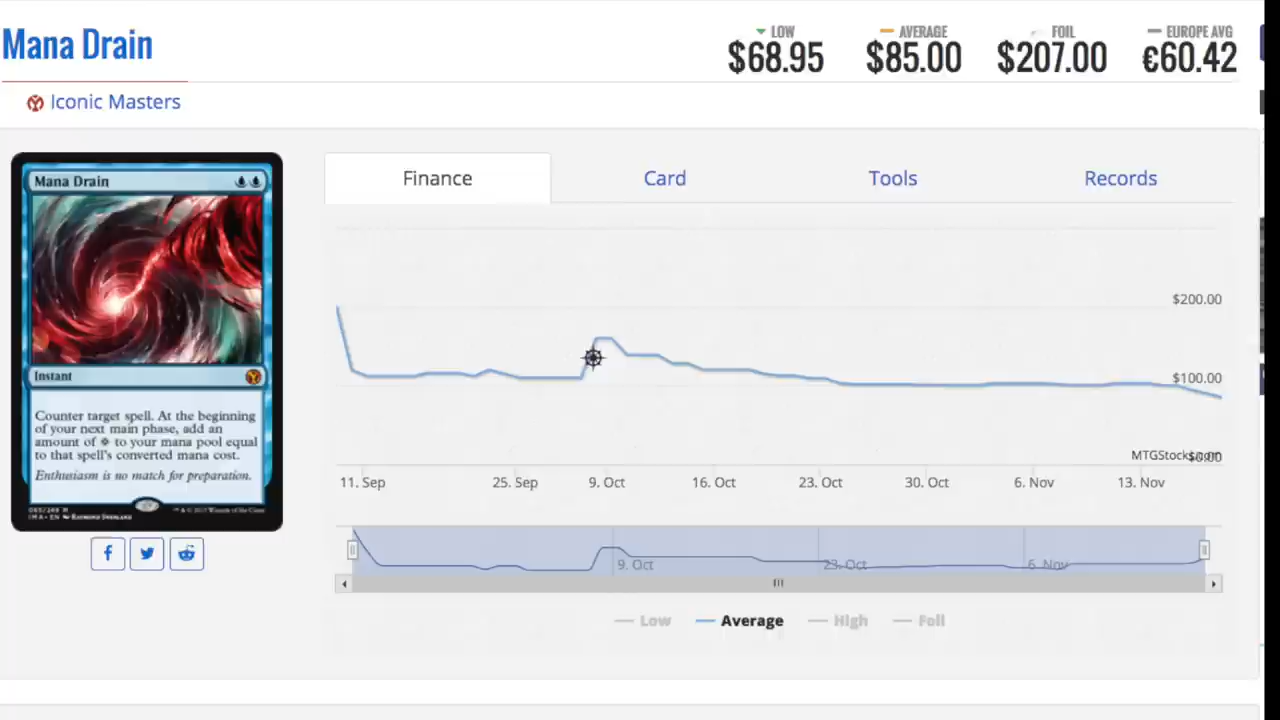 Mana Drain
LOW
AVERAGE
FOIL
EUROPE AVG
$68.95
$85.00
$207.00
€60.42
Iconic Masters
Finance
Card
Tools
Records
Mana Drain
Instant
Counter target spell. At the beginning
of your next main phase, add an
amount of to your mana pool equal
to that spell's converted mana cost.
Enthusiasm is no match for preparation.
$200.00
$100.00
MTGStocks.com
$0.00
11. Sep
25. Sep
9. Oct
16. Oct
23. Oct
30. Oct
6. Nov
13. Nov
9. Oct
23. Oct
6. Nov
Low
Average
High
Foil